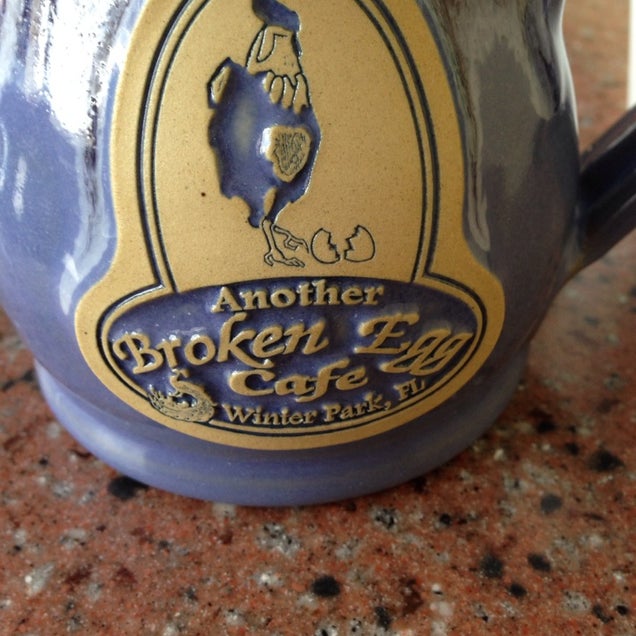 Another
Broken Egg
Cafe
Winter Park, FL